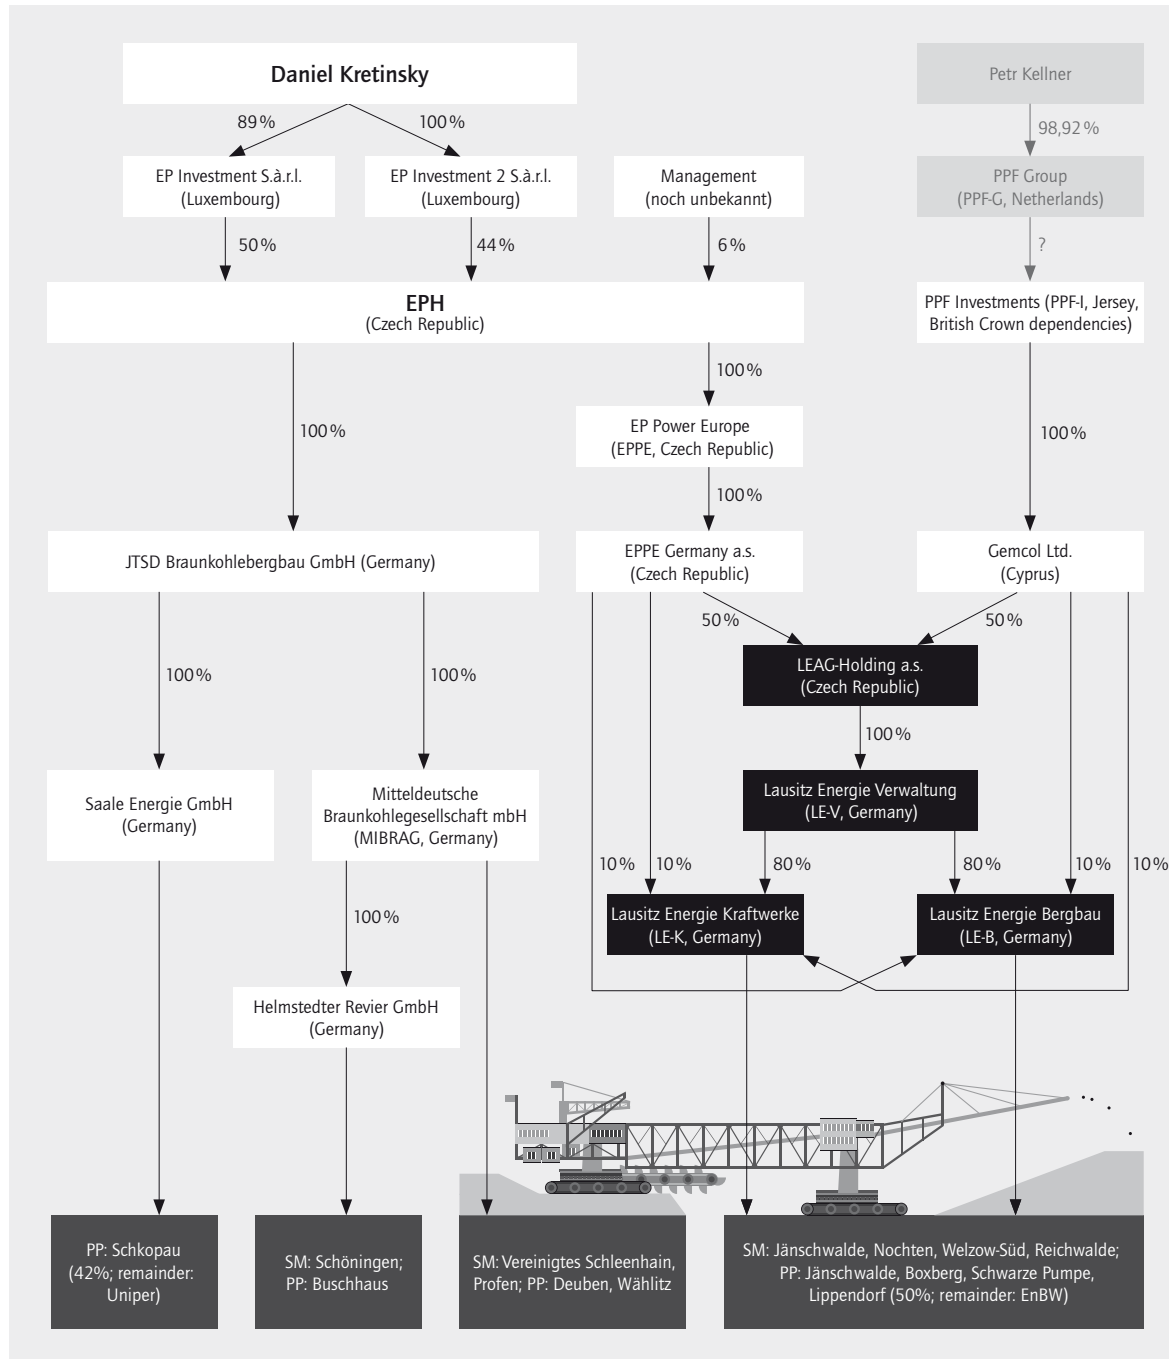 Daniel Kretinsky
Petr Kellner
89%
100%
98,92%
EP Investment S.à.r.l.
(Luxembourg)
EP Investment 2 S.à.r.l.
(Luxembourg)
Management
(noch unbekannt)
PPF Group
(PPF-G, Netherlands)
50%
44%
6%
?
EPH
(Czech Republic)
PPF Investments (PPF-I, Jersey,
British Crown dependencies)
100%
100%
100%
EP Power Europe
(EPPE, Czech Republic)
100%
JTSD Braunkohlebergbau GmbH (Germany)
EPPE Germany a.s.
(Czech Republic)
Gemcol Ltd.
(Cyprus)
50%
50%
100%
100%
LEAG-Holding a.s.
(Czech Republic)
100%
Saale Energie GmbH
(Germany)
Mitteldeutsche
Braunkohlegesellschaft mbH
(MIBRAG, Germany)
Lausitz Energie Verwaltung
(LE-V, Germany)
10%
10%
80%
80%
10%
10%
100%
Lausitz Energie Kraftwerke
(LE-K, Germany)
Lausitz Energie Bergbau
(LE-B, Germany)
Helmstedter Revier GmbH
(Germany)
PP: Schkopau
(42%; remainder:
Uniper)
SM: Schöningen;
PP: Buschhaus
SM: Vereinigtes Schleenhain,
Profen; PP: Deuben, Wählitz
SM: Jänschwalde, Nochten, Welzow-Süd, Reichwalde;
PP: Jänschwalde, Boxberg, Schwarze Pumpe,
Lippendorf (50%; remainder: EnBW)